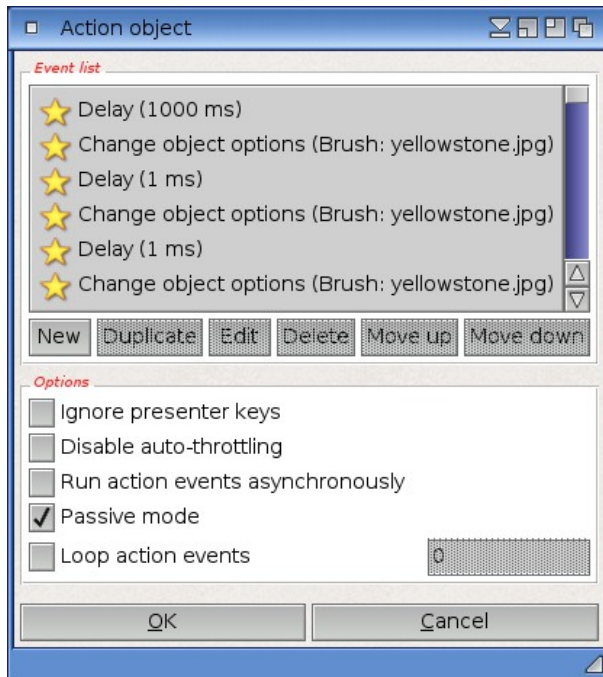 Action object
Event list
Delay (1000 ms)
Change object options (Brush: yellowstone.jpg)
Delay (1 ms)
Change object options (Brush: yellowstone.jpg)
Delay (1 ms)
Change object options (Brush: yellowstone.jpg)
New Duplicate Edit Delete Move up Move down
Options
Ignore presenter keys
Disable auto-throttling
Run action events asynchronously
Passive mode
Loop action events 0
OK Cancel